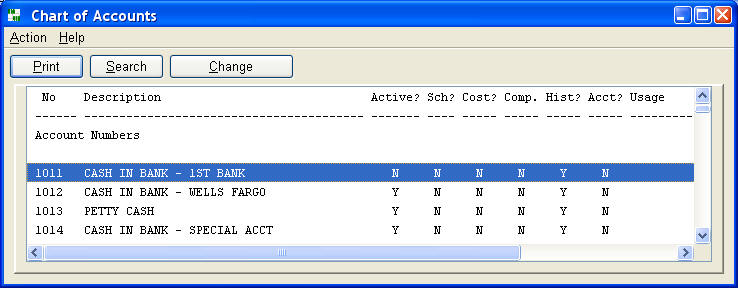 Chart of Accounts
Action Help
Print Search Change
No Description Active? Sch? Cost? Comp. Hist? Acct? Usage
Account Numbers
1011 CASH IN BANK - 1ST BANK N N N N Y N
1012 CASH IN BANK - WELLS FARGO Y N N N Y N
1013 PETTY CASH Y N N N Y N
1014 CASH IN BANK - SPECIAL ACCT Y N N N Y N